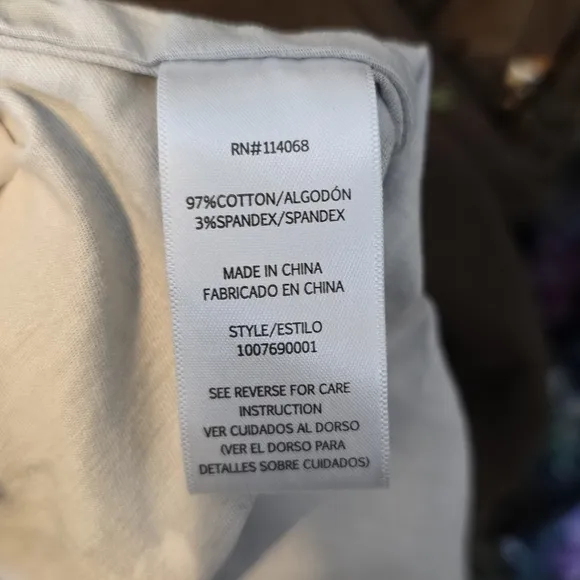 RN#114068
97%COTTON/ALGODÓN
3%SPANDEX/SPANDEX
MADE IN CHINA
FABRICADO EN CHINA
STYLE/ESTILO
1007690001
SEE REVERSE FOR CARE
INSTRUCTION
VER CUIDADOS AL DORSO
(VER EL DORSO PARA
DETALLES SOBRE CUIDADOS)